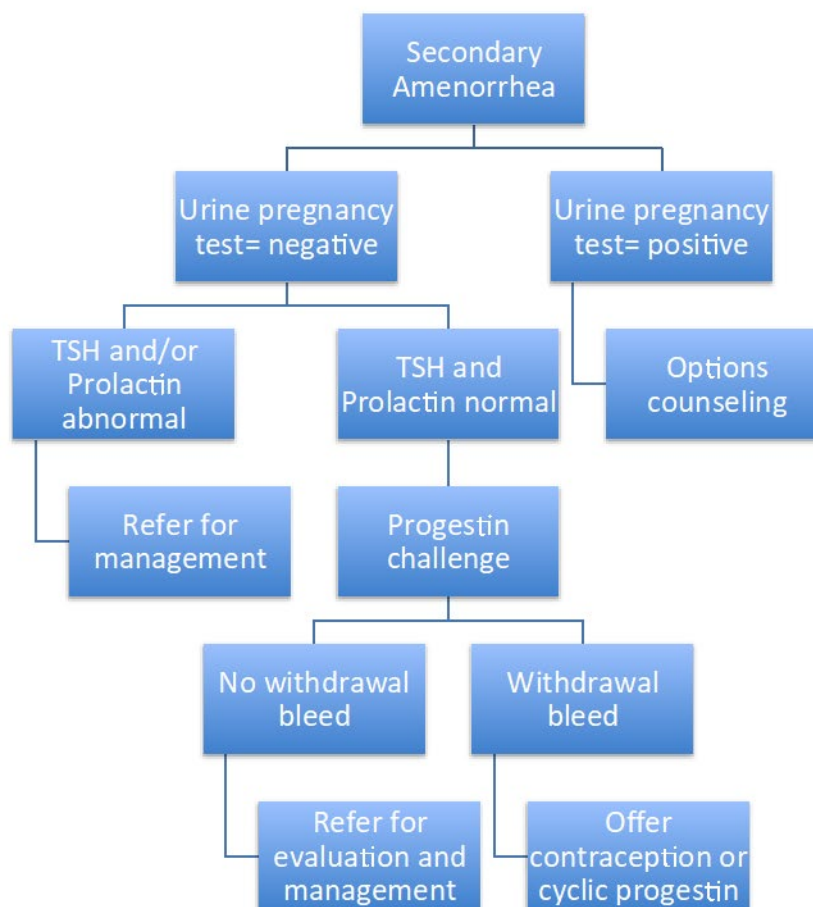 Secondary
Amenorrhea
Urine pregnancy
test= negative
Urine pregnancy
test= positive
TSH and/or
Prolactin
abnormal
TSH and
Prolactin normal
Options
counseling
Refer for
management
Progestin
challenge
No withdrawal
bleed
Withdrawal
bleed
Refer for
evaluation and
management
Offer
contraception or
cyclic progestin